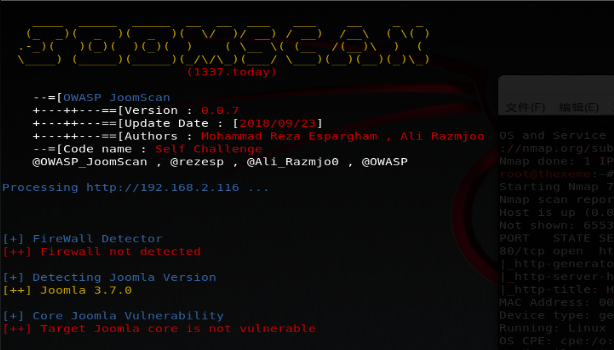 (1337.today)
--=[OWASP JoomScan
+---++---==[Version : 0.0.7
+---++---==[Update Date : [2018/09/23]
+---++---==[Authors : Mohammad Reza Espargham , Ali Razmjoo
--=[Code name : Self Challenge
@OWASP_JoomScan , @rezesp , @Ali_Razmjo0 , @OWASP
Processing http://192.168.2.116 ...
[+] FireWall Detector
[++] Firewall not detected
[+] Detecting Joomla Version
[++] Joomla 3.7.0
[+] Core Joomla Vulnerability
[++] Target Joomla core is not vulnerable
文件(F) 编辑(E)
OS and Service
://nmap.org/sub
Nmap done: 1 IP
root@thexeme:~#
Starting Nmap 7
Nmap scan repor
Host is up (0.0
Not shown: 6553
PORT STATE SE
80/tcp open ht
|_http-generato
|_http-server-h
|_http-title: H
MAC Address: 00
Device type: ge
Running: Linux
OS CPE: cpe:/o: